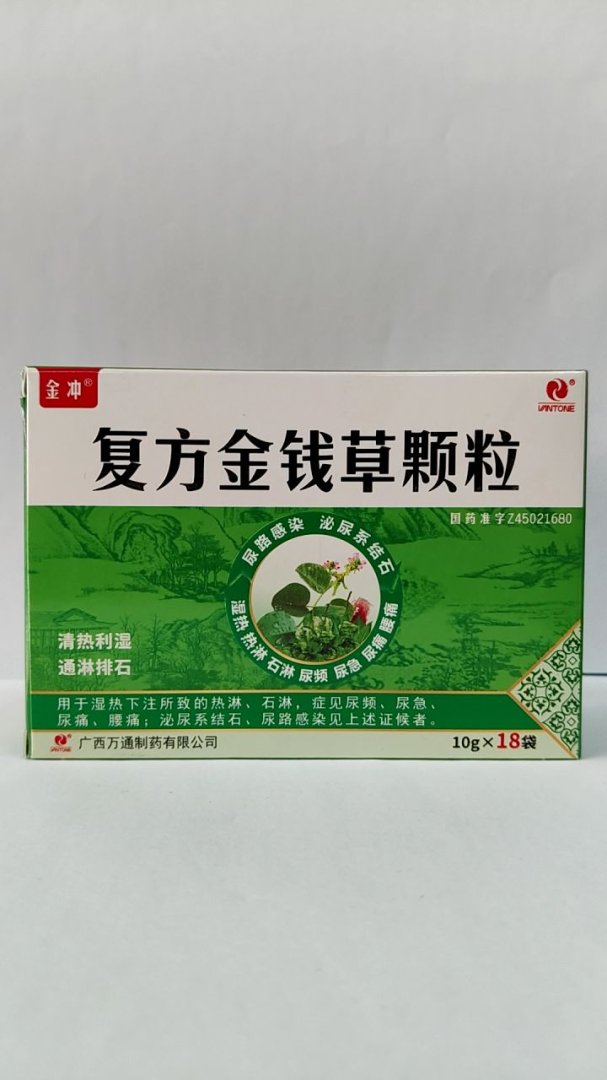 金冲®
VANTONE®
复方金钱草颗粒
国药准字Z45021680
尿路感染 泌尿系结石
湿热 热淋 石淋 尿频 尿急 尿痛 腰痛
清热利湿
通淋排石
用于湿热下注所致的热淋、石淋，症见尿频、尿急、
尿痛、腰痛；泌尿系结石、尿路感染见上述证候者。
VANTONE 广西万通制药有限公司
10g×18袋